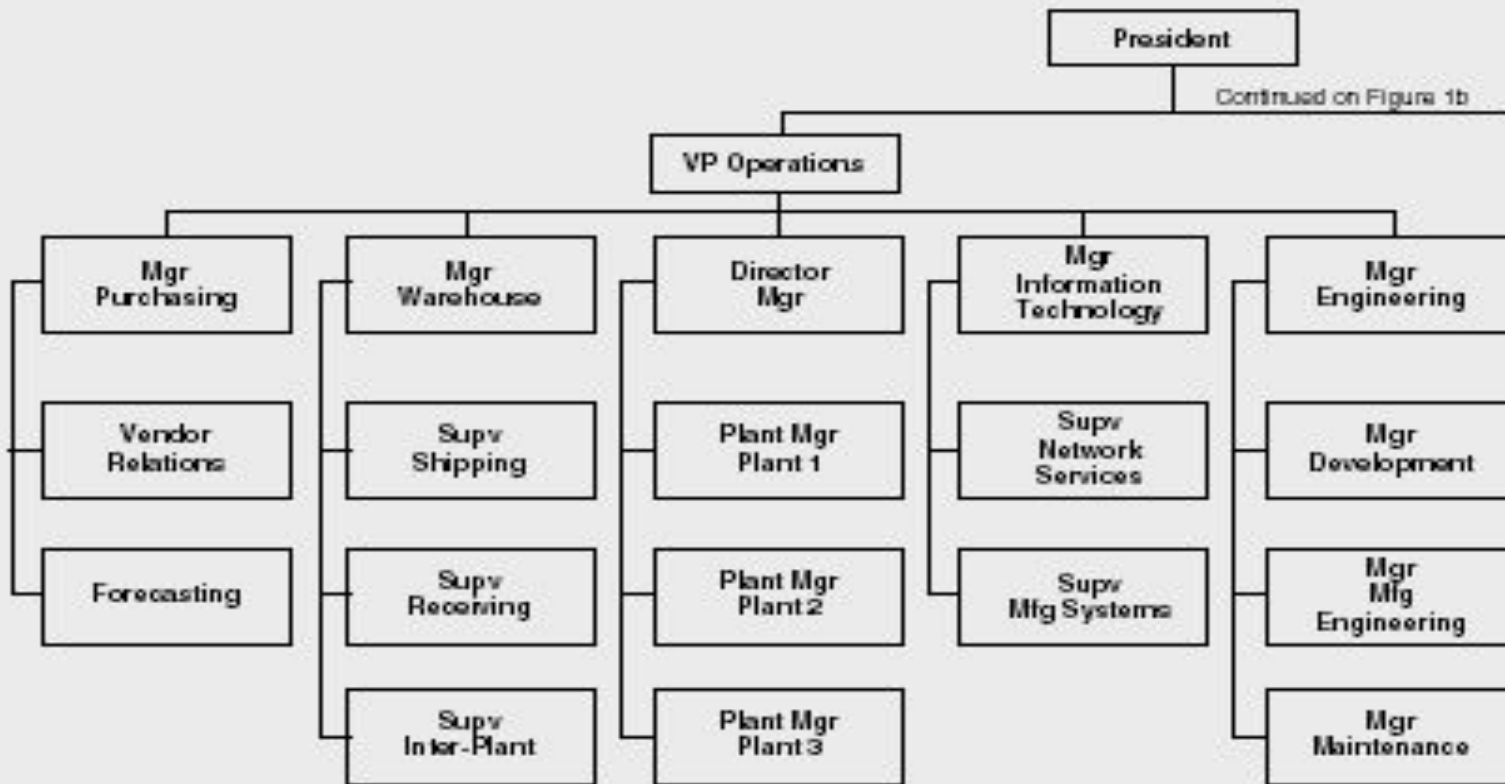 President
Continued on Figure 1b
VP Operations
Mgr
Purchasing
Mgr
Warehouse
Director
Mgr
Mgr
Information
Technology
Mgr
Engineering
Vendor
Relations
Supv
Shipping
Plant Mgr
Plant 1
Supv
Network
Services
Mgr
Development
Forecasting
Supv
Receiving
Plant Mgr
Plant 2
Supv
Mfg Systems
Mgr
Mfg
Engineering
Supv
Inter-Plant
Plant Mgr
Plant 3
Mgr
Maintenance